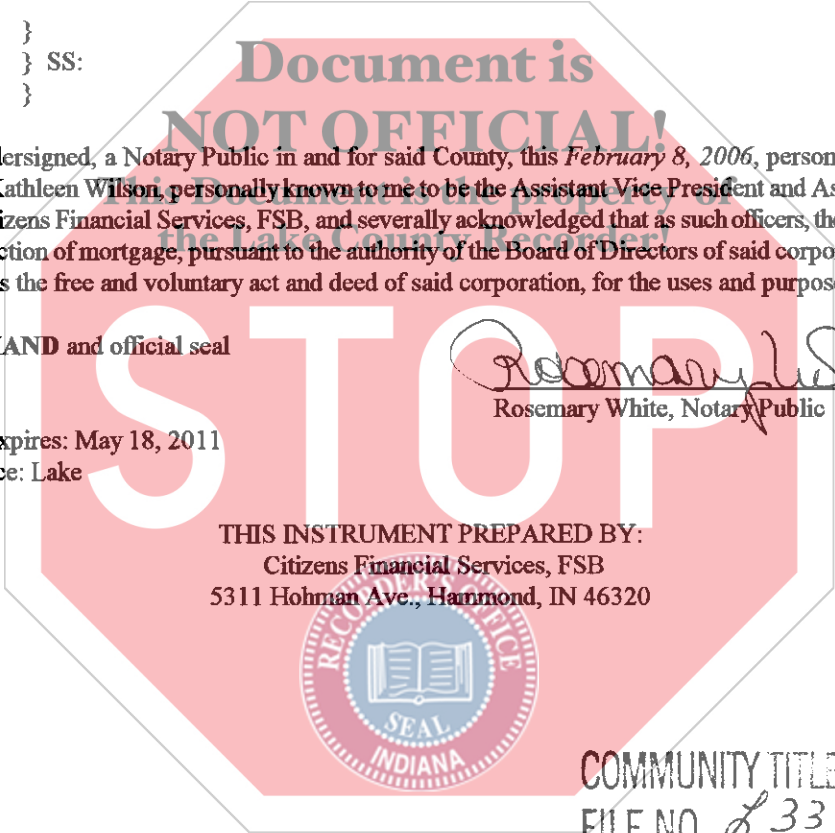 }
} SS:
}
Document is
NOT OFFICIAL!
This Document is the property of
the Lake County Recorder!
dersigned, a Notary Public in and for said County, this February 8, 2006, person
Kathleen Wilson, personally known to me to be the Assistant Vice President and As
izens Financial Services, FSB, and severally acknowledged that as such officers, the
ction of mortgage, pursuant to the authority of the Board of Directors of said corpo
s the free and voluntary act and deed of said corporation, for the uses and purpose
HAND and official seal
STOP
Rosemary
Rosemary White, Notary Public
xpires: May 18, 2011
ce: Lake
THIS INSTRUMENT PREPARED BY:
Citizens Financial Services, FSB
5311 Hohman Ave., Hammond, IN 46320
RECORDER'S OFFICE
SEAL
INDIANA
COMMUNITY TITLE
FILE NO 33